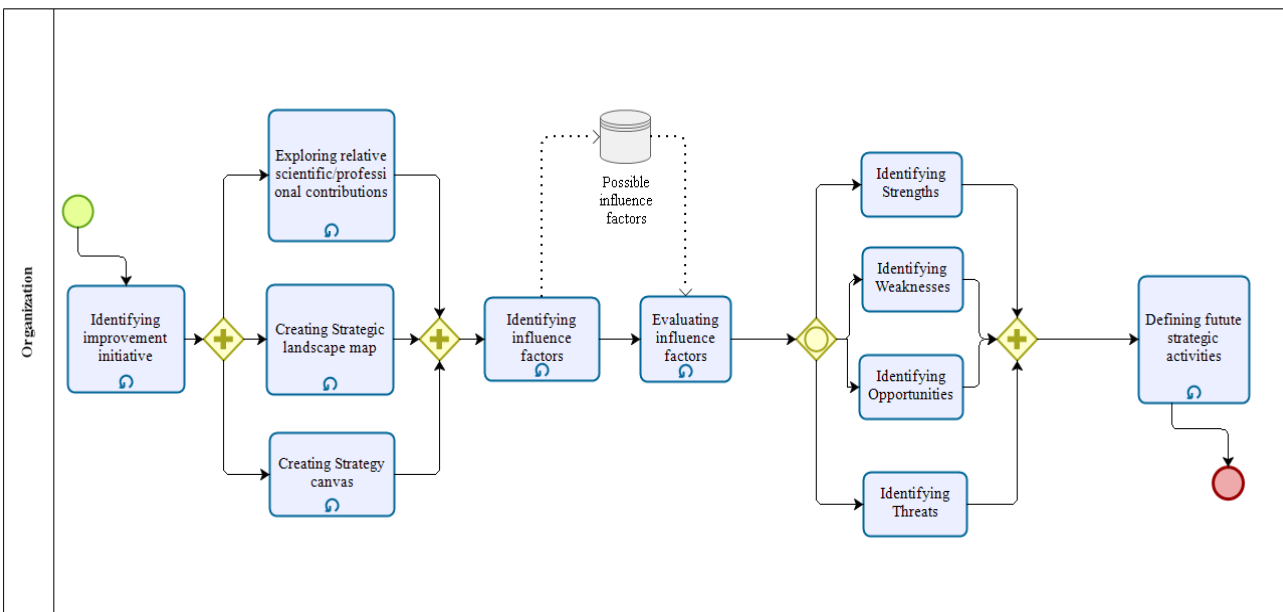 Organization
Identifying
improvement
initiative
Exploring relative
scientific/professi
onal contributions
Creating Strategic
landscape map
Creating Strategy
canvas
Identifying
influence
factors
Possible
influence
factors
Evaluating
influence
factors
Identifying
Strengths
Identifying
Weaknesses
Identifying
Opportunities
Identifying
Threats
Defining futute
strategic
activities